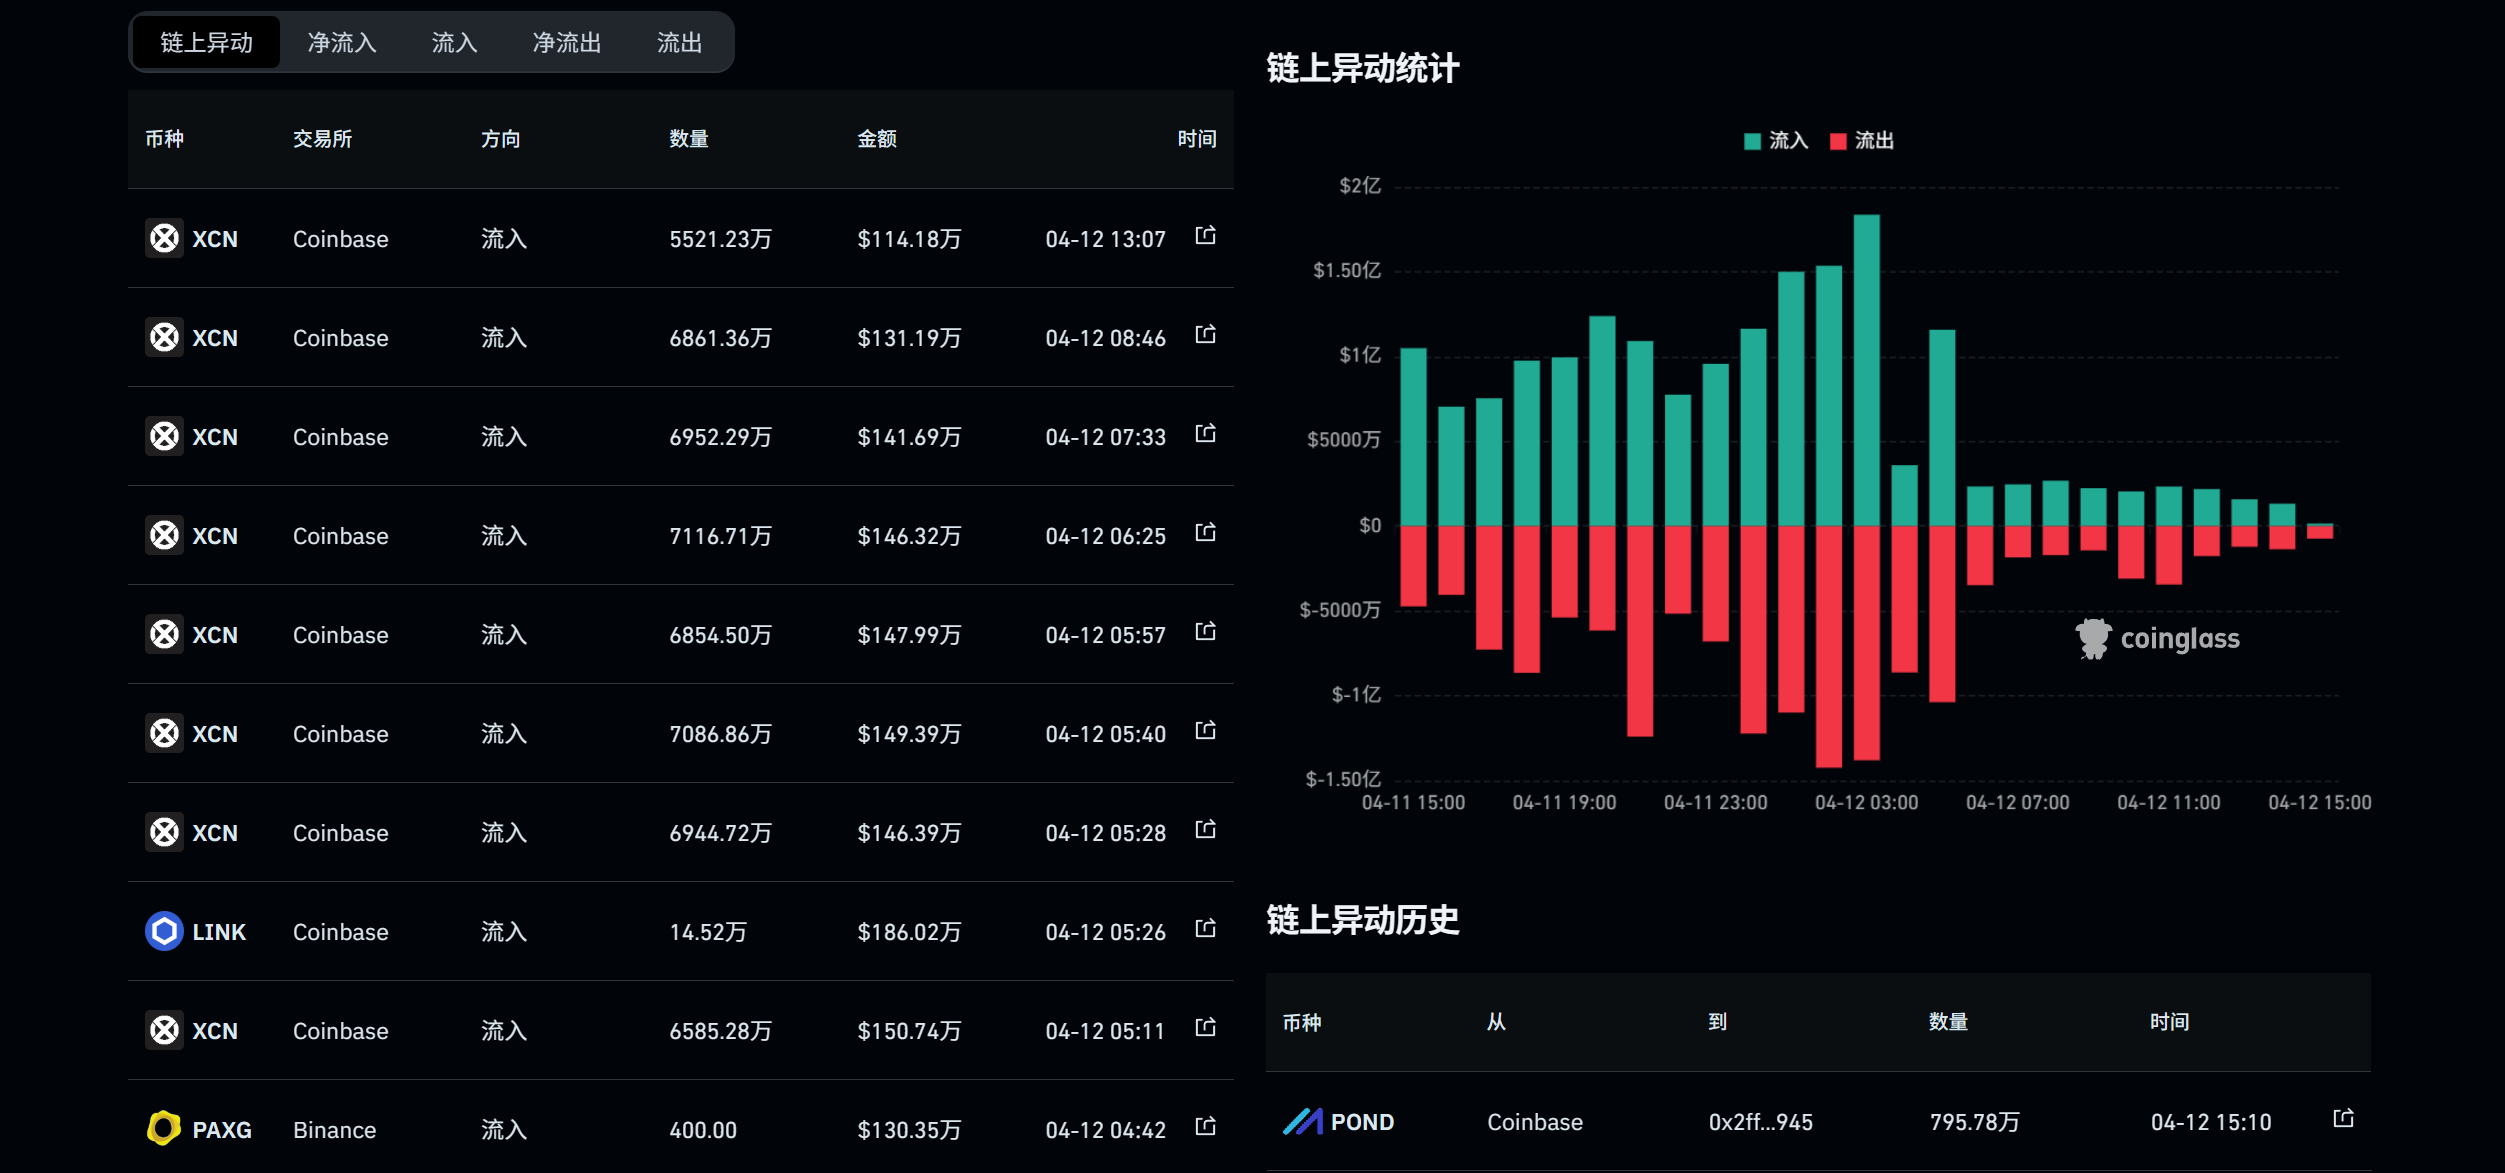 链上异动 净流入 流入 净流出 流出
币种 交易所 方向 数量 金额 时间
XCN Coinbase 流入 5521.23万 $114.18万 04-12 13:07
XCN Coinbase 流入 6861.36万 $131.19万 04-12 08:46
XCN Coinbase 流入 6952.29万 $141.69万 04-12 07:33
XCN Coinbase 流入 7116.71万 $146.32万 04-12 06:25
XCN Coinbase 流入 6854.50万 $147.99万 04-12 05:57
XCN Coinbase 流入 7086.86万 $149.39万 04-12 05:40
XCN Coinbase 流入 6944.72万 $146.39万 04-12 05:28
LINK Coinbase 流入 14.52万 $186.02万 04-12 05:26
XCN Coinbase 流入 6585.28万 $150.74万 04-12 05:11
PAXG Binance 流入 400.00 $130.35万 04-12 04:42
链上异动统计
流入 流出
$2亿
$1.50亿
$1亿
$5000万
$0
$-5000万
$-1亿
$-1.50亿
04-11 15:00 04-11 19:00 04-11 23:00 04-12 03:00 04-12 07:00 04-12 11:00 04-12 15:00
coinglass
链上异动历史
币种 从 到 数量 时间
POND Coinbase 0x2ff...945 795.78万 04-12 15:10